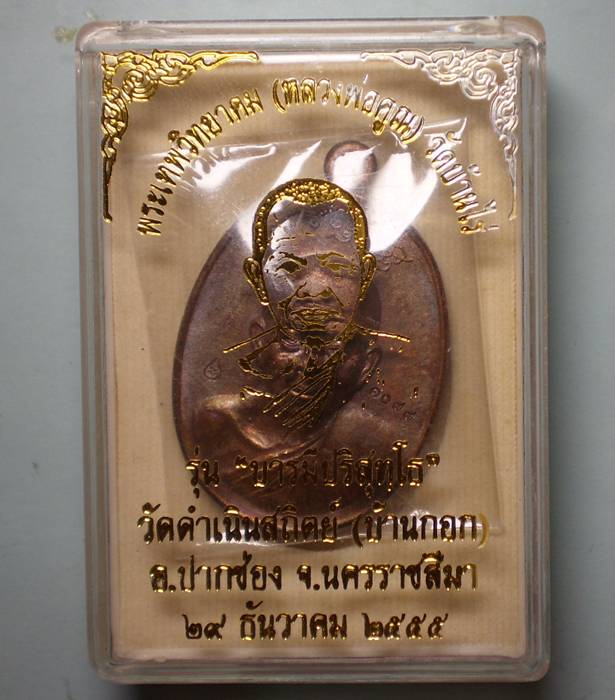 พระเทพวิทยาคม (หลวงพ่อคูณ) วัดบ้านไร่
รุ่น "บารมีปริสุทฺโธ"
วัดดำเนินสถิตย์ (บ้านกอก)
อ.ปากช่อง จ.นครราชสีมา
๒๙ ธันวาคม ๒๕๕๕